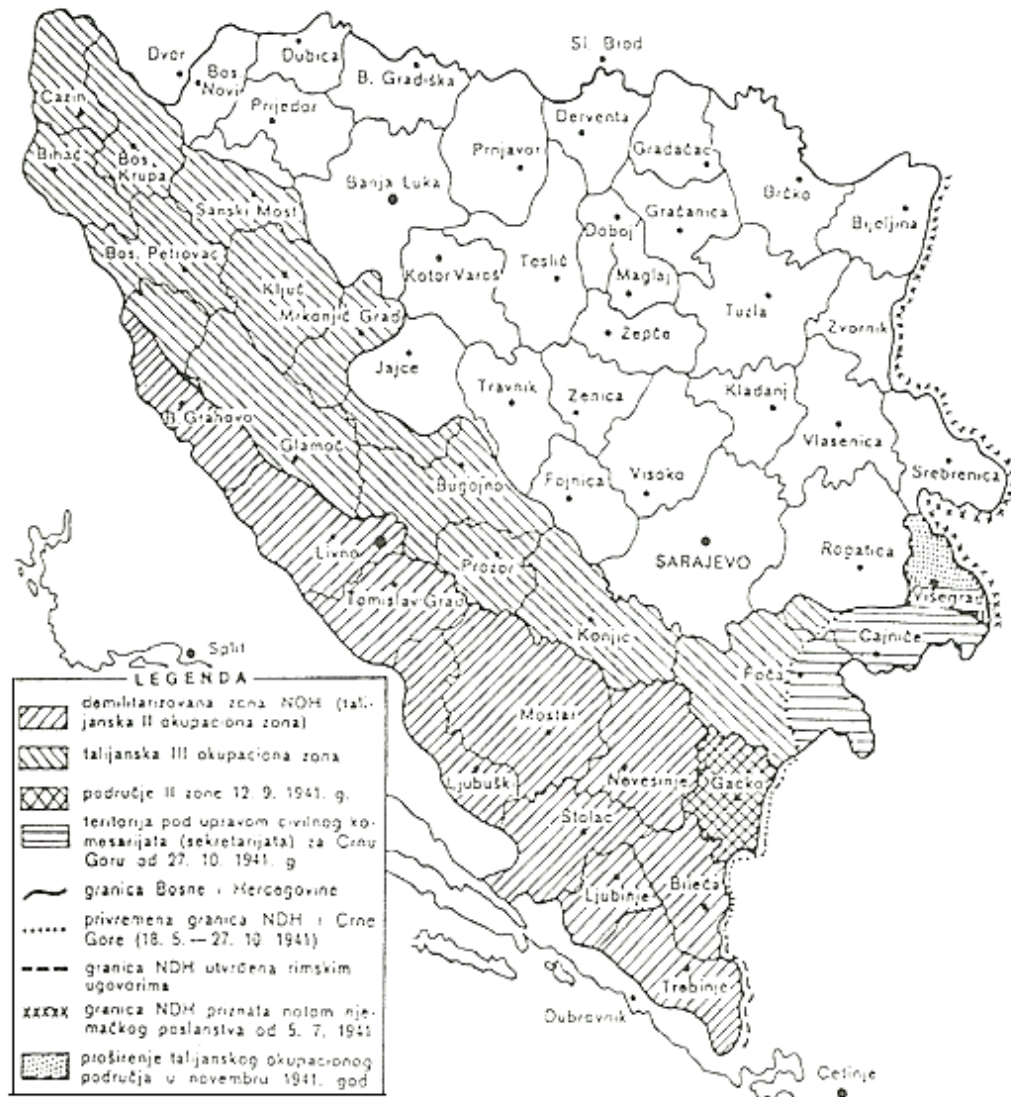 Sl. Brod
Dvor
Dubica
Bos.
Novi
B. Gradiška
Prijedor
Derventa
Cazin
Gradačac
Prnjavor
Bihać
Bos.
Krupa
Brčko
Banja Luka
Sanski Most
Gračanica
Bijeljina
Doboj
Bos. Petrovac
Kotor Varoš
Teslić
Ključ
Maglaj
Tuzla
Mrkonjić Grad
Žepče
Zvornik
Jajce
Travnik
Zenica
Kladanj
B. Grahovo
Glamoč
Vlasenica
Bugojno
Fojnica
Visoko
Srebrenica
Livno
Prozor
SARAJEVO
Rogatica
Višegrad
Tomislav Grad
Konjic
Čajniče
Split
Foča
Mostar
Ljubuški
Nevesinje
Gacko
Stolac
Ljubinje
Bileća
Trebinje
Dubrovnik
Cetinje
LEGENDA
demilitarizovana zona NDH (tali-
janska II okupaciona zona)
talijanska III okupaciona zona
područje II zone 12. 9. 1941. g.
teritorija pod upravom civilnog ko-
mesarijata (sekretarijata) za Crnu
Goru od 27. 10. 1941. g
granica Bosne i Hercegovine
privremena granica NDH i Crne
Gore (18. 5. — 27. 10. 1941)
granica NDH utvrđena rimskim
ugovorima
granica NDH priznata notom nje-
mačkog poslanstva od 5. 7. 1941
proširenje talijanskog okupacionog
područja u novembru 1941. god.